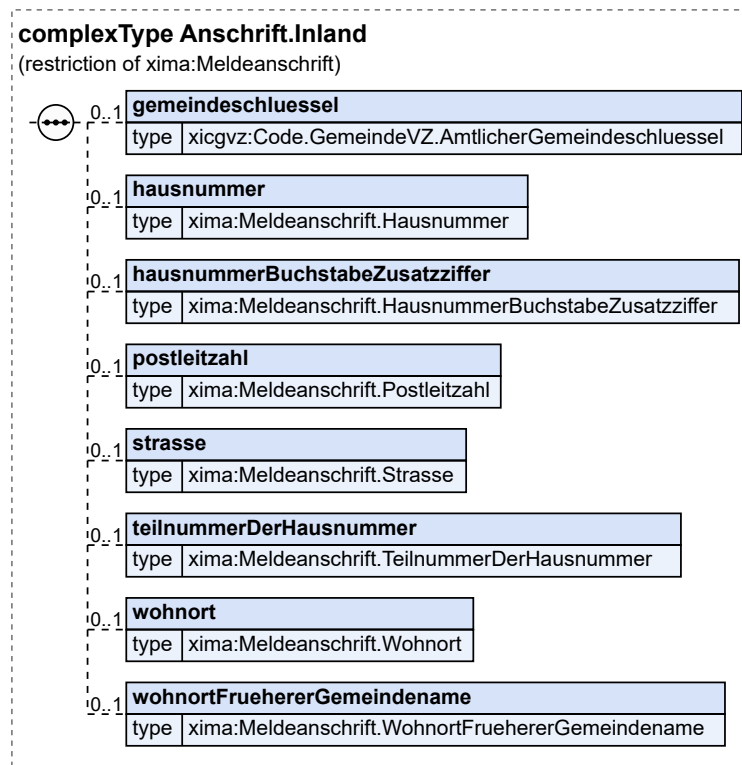 complexType Anschrift.Inland
(restriction of xima:Meldeanschrift)
0..1 gemeindeschluessel
type xicgvz:Code.GemeindeVZ.AmtlicherGemeindeschluessel
0..1 hausnummer
type xima:Meldeanschrift.Hausnummer
0..1 hausnummerBuchstabeZusatzziffer
type xima:Meldeanschrift.HausnummerBuchstabeZusatzziffer
0..1 postleitzahl
type xima:Meldeanschrift.Postleitzahl
0..1 strasse
type xima:Meldeanschrift.Strasse
0..1 teilnummerDerHausnummer
type xima:Meldeanschrift.TeilnummerDerHausnummer
0..1 wohnort
type xima:Meldeanschrift.Wohnort
0..1 wohnortFruehererGemeindename
type xima:Meldeanschrift.WohnortFruehererGemeindename